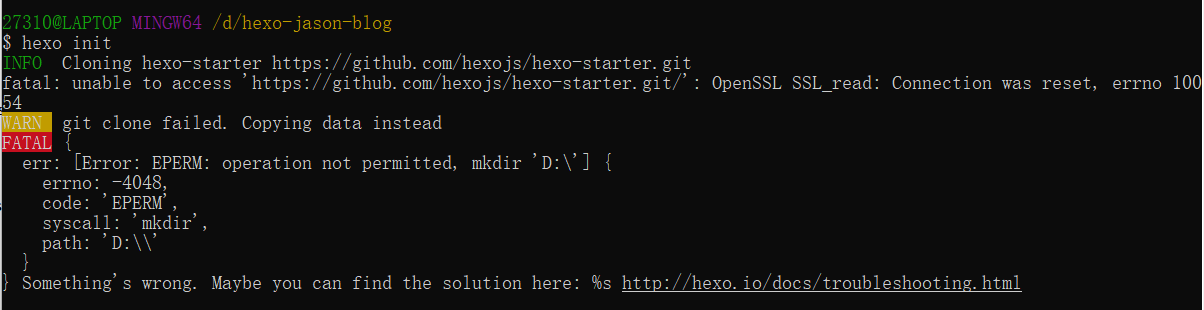 27310@LAPTOP MINGW64 /d/hexo-jason-blog
$ hexo init
INFO  Cloning hexo-starter https://github.com/hexojs/hexo-starter.git
fatal: unable to access 'https://github.com/hexojs/hexo-starter.git/': OpenSSL SSL_read: Connection was reset, errno 100
54
WARN  git clone failed. Copying data instead
FATAL {
  err: [Error: EPERM: operation not permitted, mkdir 'D:\'] {
    errno: -4048,
    code: 'EPERM',
    syscall: 'mkdir',
    path: 'D:\\'
  }
} Something's wrong. Maybe you can find the solution here: %s http://hexo.io/docs/troubleshooting.html